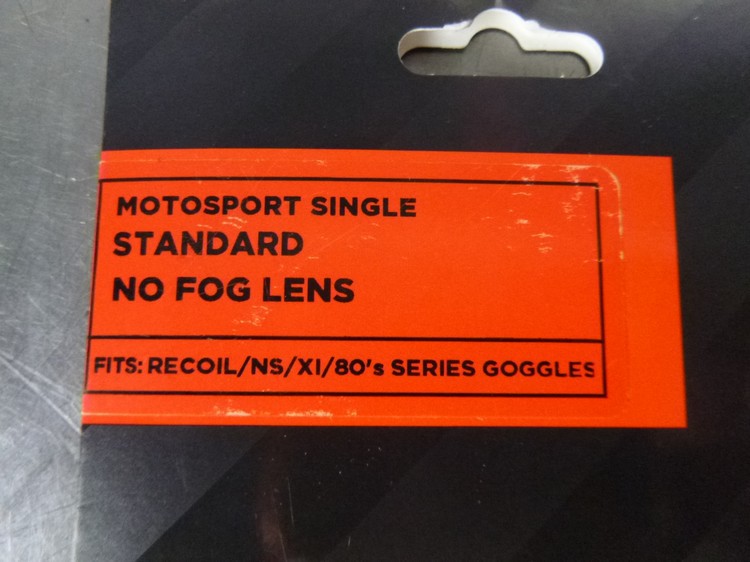 MOTOSPORT SINGLE
STANDARD
NO FOG LENS
FITS: RECOIL/NS/XI/80's SERIES GOGGLES